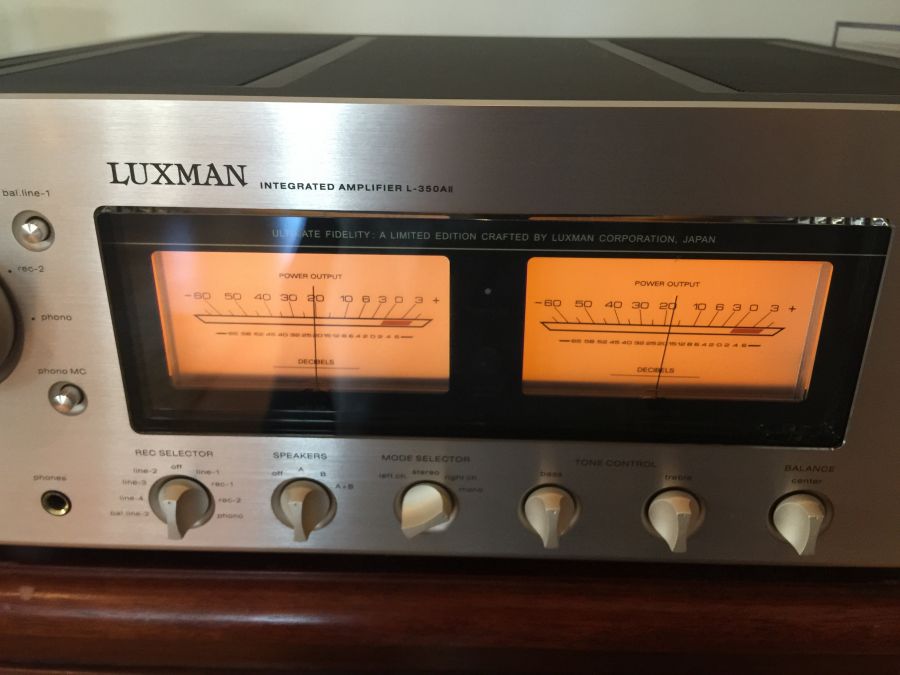 LUXMAN INTEGRATED AMPLIFIER L-350AII
bal.line-1
ULTIMATE FIDELITY: A LIMITED EDITION CRAFTED BY LUXMAN CORPORATION, JAPAN
rec-2
phono
phono MC
POWER OUTPUT
-60 50 40 30 20 10 6 3 0 3 +
DECIBELS
POWER OUTPUT
-60 50 40 30 20 10 6 3 0 3 +
DECIBELS
REC SELECTOR
off
line-2 line-1
line-3 rec-1
line-4 rec-2
bal.line-2 phono
phones
SPEAKERS
off A B A+B
MODE SELECTOR
left ch stereo right ch
mono
TONE CONTROL
bass treble
BALANCE
center